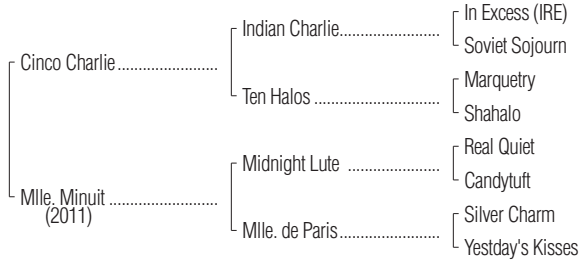 In Excess (IRE)
Indian Charlie..........................
Soviet Sojourn
Cinco Charlie.........................
Marquetry
Ten Halos................................
Shahalo
Real Quiet
Midnight Lute .......................
Candytuft
Mlle. Minuit...........................
(2011)
Silver Charm
Mlle. de Paris.........................
Yestday's Kisses